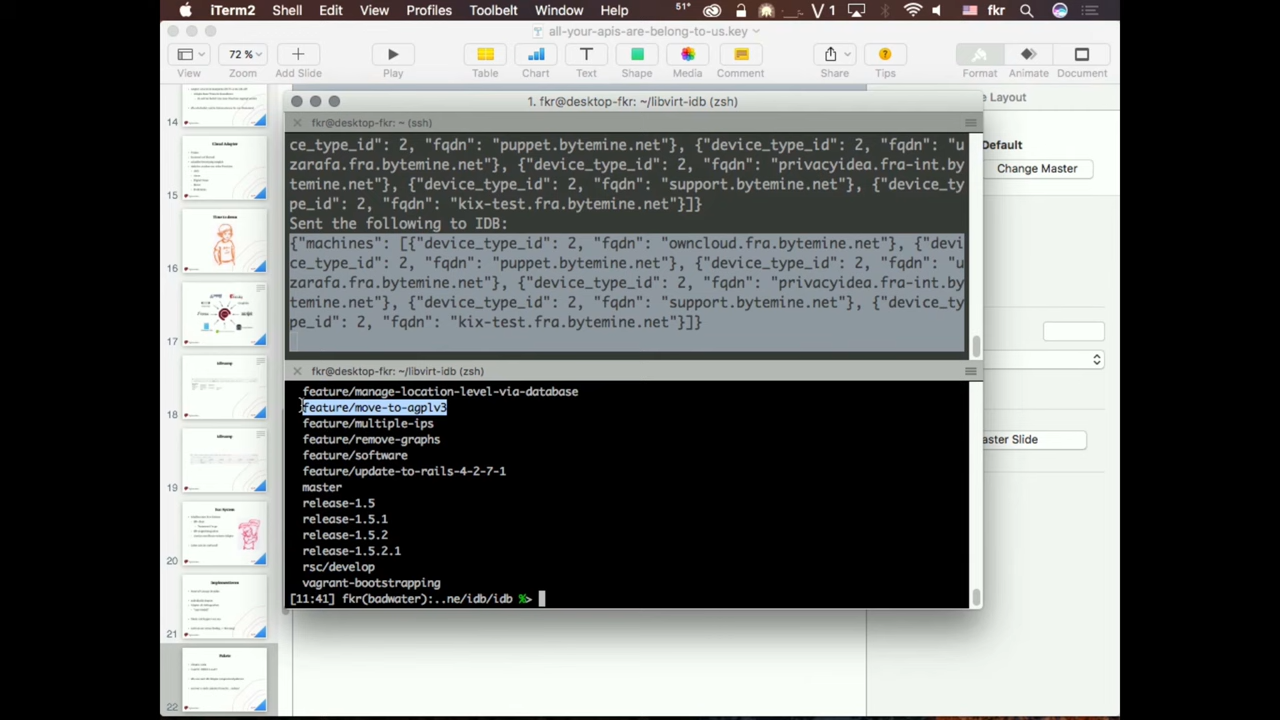 iTerm2 Shell Edit View Profiles Toolbelt Window Help 51° V 1 fkr
all-your-apis-are-belong-to-us.key
72 %
View Zoom Add Slide Play Table Chart Text Shape Media Comment Share Tips Format Animate Document
1. fkr@desktop-fkr: ~/libvirt-idb (zsh)
fkr@desktop-fkr: ~ (ssh)
ce_type_id": 2, "fqdn": "puppet.bytemine.net"}, {"device_type_id": 2, "fqdn": "u
zarafa.fra.bytemine.net"}, {"device_type_id": 2, "fqdn": "privacyidea.fra-int.by
temine.net"}, {"device_type_id": 2, "fqdn": "support.bytemine.net"}, {"device_ty
pe_id": 2, "fqdn": "kix-test.fra.bytemine.net"}]}
Sent the following to IDB:
{"machines": [{"device_type_id": 2, "fqdn": "owncloud.fra.bytemine.net"}, {"devi
ce_type_id": 2, "fqdn": "puppet.bytemine.net"}, {"device_type_id": 2, "fqdn": "u
zarafa.fra.bytemine.net"}, {"device_type_id": 2, "fqdn": "privacyidea.fra-int.by
temine.net"}, {"device_type_id": 2, "fqdn": "support.bytemine.net"}, {"device_ty
pe_id": 2, "fqdn": "kix-test.fra.bytemine.net"}]}
fkr@desktop-fkr: ~/libvirt-idb (zsh)
feature/manage-location-level-via-database
feature/move-to-agplv3
feature/multiple-ips
feature/remove-graphs
feature/software
feature/update-to-rails-4-2-7-1
master
release-1.5
release-1.5.1
release-1.5.2
release-1.5.2.1
rsc/develop
vagrant-bootstrapping
[11:41] fkr(badwater):..ne/idb/idb %>
Layout
Default
Change Master
aster Slide
14
Cloud Adapter
15
16
17
18
19
20
21
22